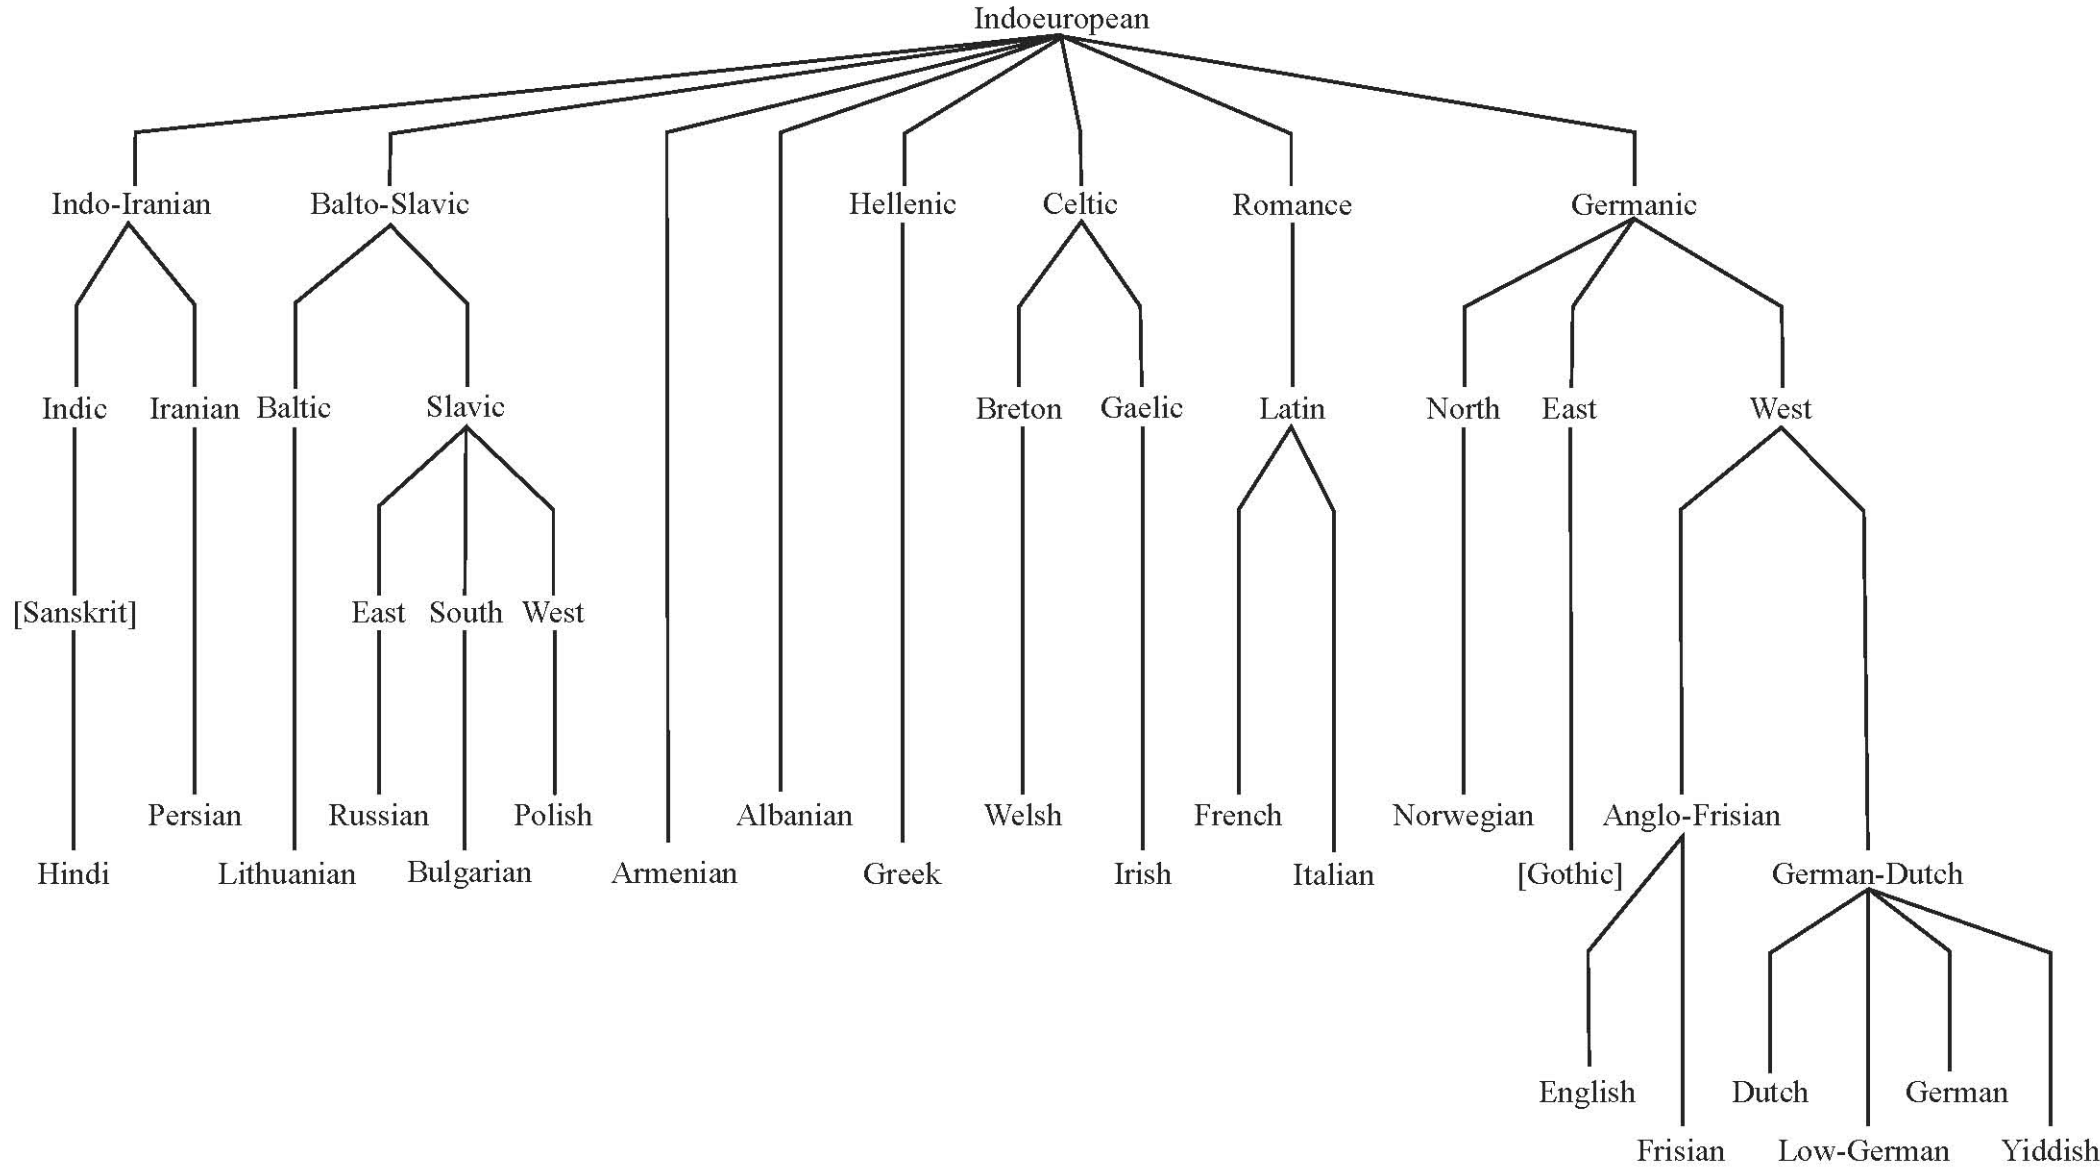 Indoeuropean
Indo-Iranian Balto-Slavic Hellenic Celtic Romance Germanic
Indic Iranian Baltic Slavic Breton Gaelic Latin North East West
[Sanskrit] East South West
Persian Russian Polish Albanian Welsh French Norwegian Anglo-Frisian
Hindi Lithuanian Bulgarian Armenian Greek Irish Italian [Gothic] German-Dutch
English Dutch German
Frisian Low-German Yiddish